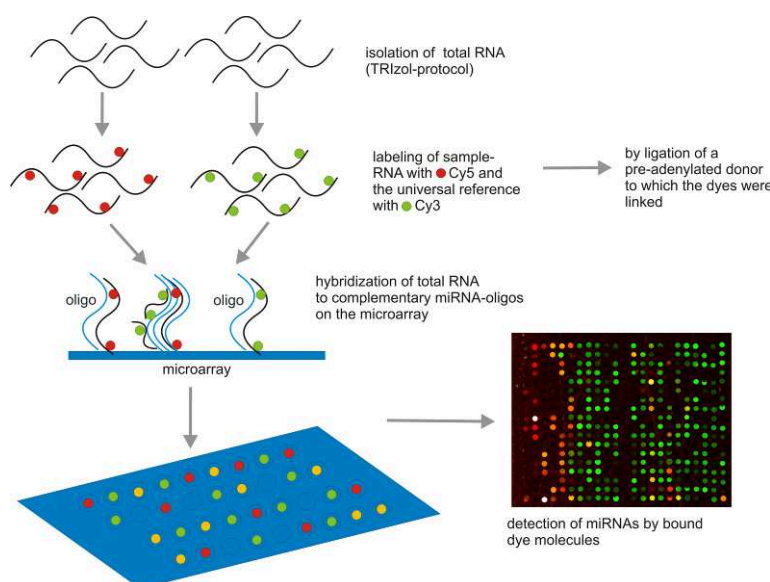 isolation of total RNA
(TRIzol-protocol)
labeling of sample-
RNA with Cy5 and
the universal reference
with Cy3
by ligation of a
pre-adenylated donor
to which the dyes were
linked
oligo
oligo
hybridization of total RNA
to complementary miRNA-oligos
on the microarray
microarray
detection of miRNAs by bound
dye molecules